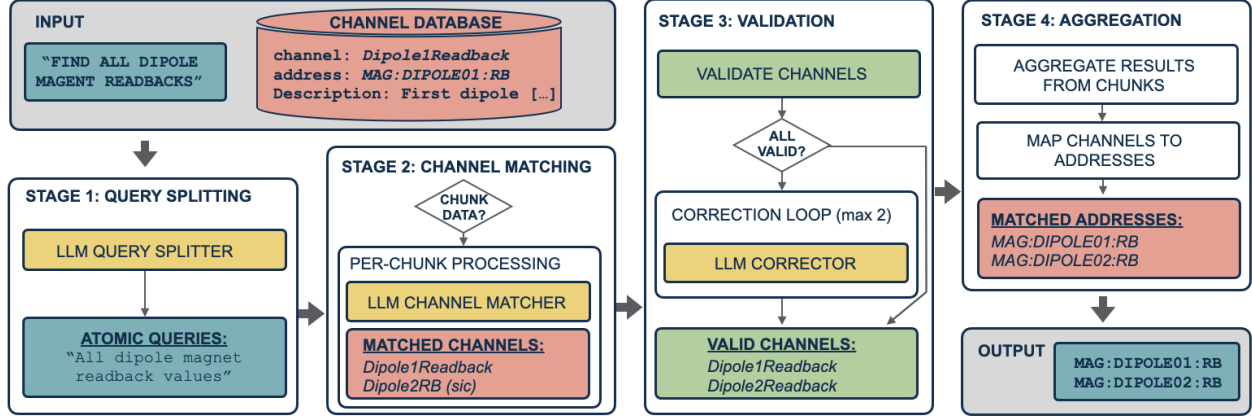 INPUT
“FIND ALL DIPOLE
MAGENT READBACKS”
CHANNEL DATABASE
channel: Dipole1Readback
address: MAG:DIPOLE01:RB
Description: First dipole […]
STAGE 1: QUERY SPLITTING
LLM QUERY SPLITTER
ATOMIC QUERIES:
“All dipole magnet
readback values”
STAGE 2: CHANNEL MATCHING
CHUNK
DATA?
PER-CHUNK PROCESSING
LLM CHANNEL MATCHER
MATCHED CHANNELS:
Dipole1Readback
Dipole2RB (sic)
STAGE 3: VALIDATION
VALIDATE CHANNELS
ALL
VALID?
CORRECTION LOOP (max 2)
LLM CORRECTOR
VALID CHANNELS:
Dipole1Readback
Dipole2Readback
STAGE 4: AGGREGATION
AGGREGATE RESULTS
FROM CHUNKS
MAP CHANNELS TO
ADDRESSES
MATCHED ADDRESSES:
MAG:DIPOLE01:RB
MAG:DIPOLE02:RB
OUTPUT
MAG:DIPOLE01:RB
MAG:DIPOLE02:RB